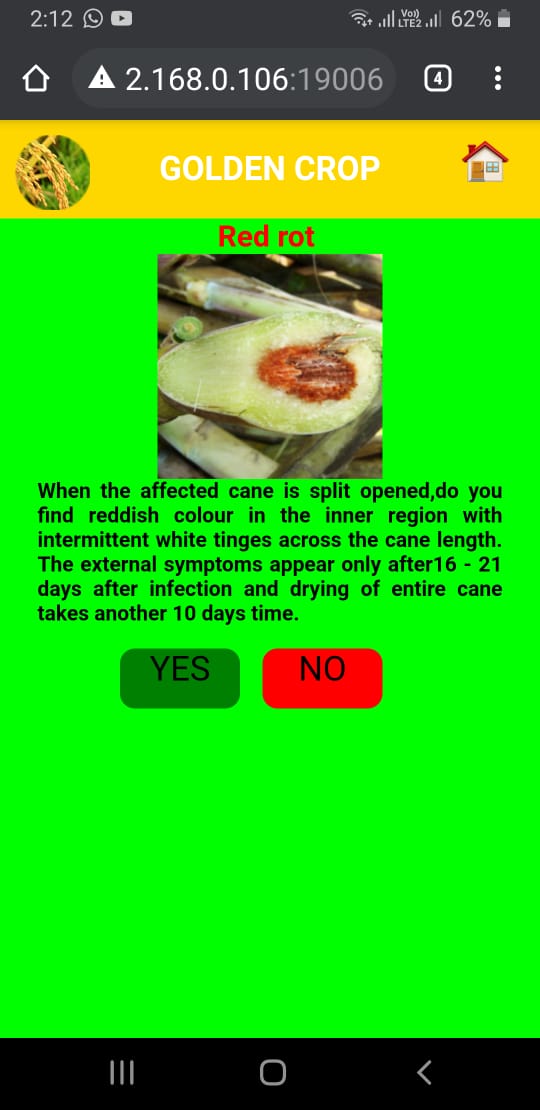 2:12 Vo)) LTE2 62%
2.168.0.106:19006 4
GOLDEN CROP
Red rot
When the affected cane is split opened,do you
find reddish colour in the inner region with
intermittent white tinges across the cane length.
The external symptoms appear only after16 - 21
days after infection and drying of entire cane
takes another 10 days time.
YES NO